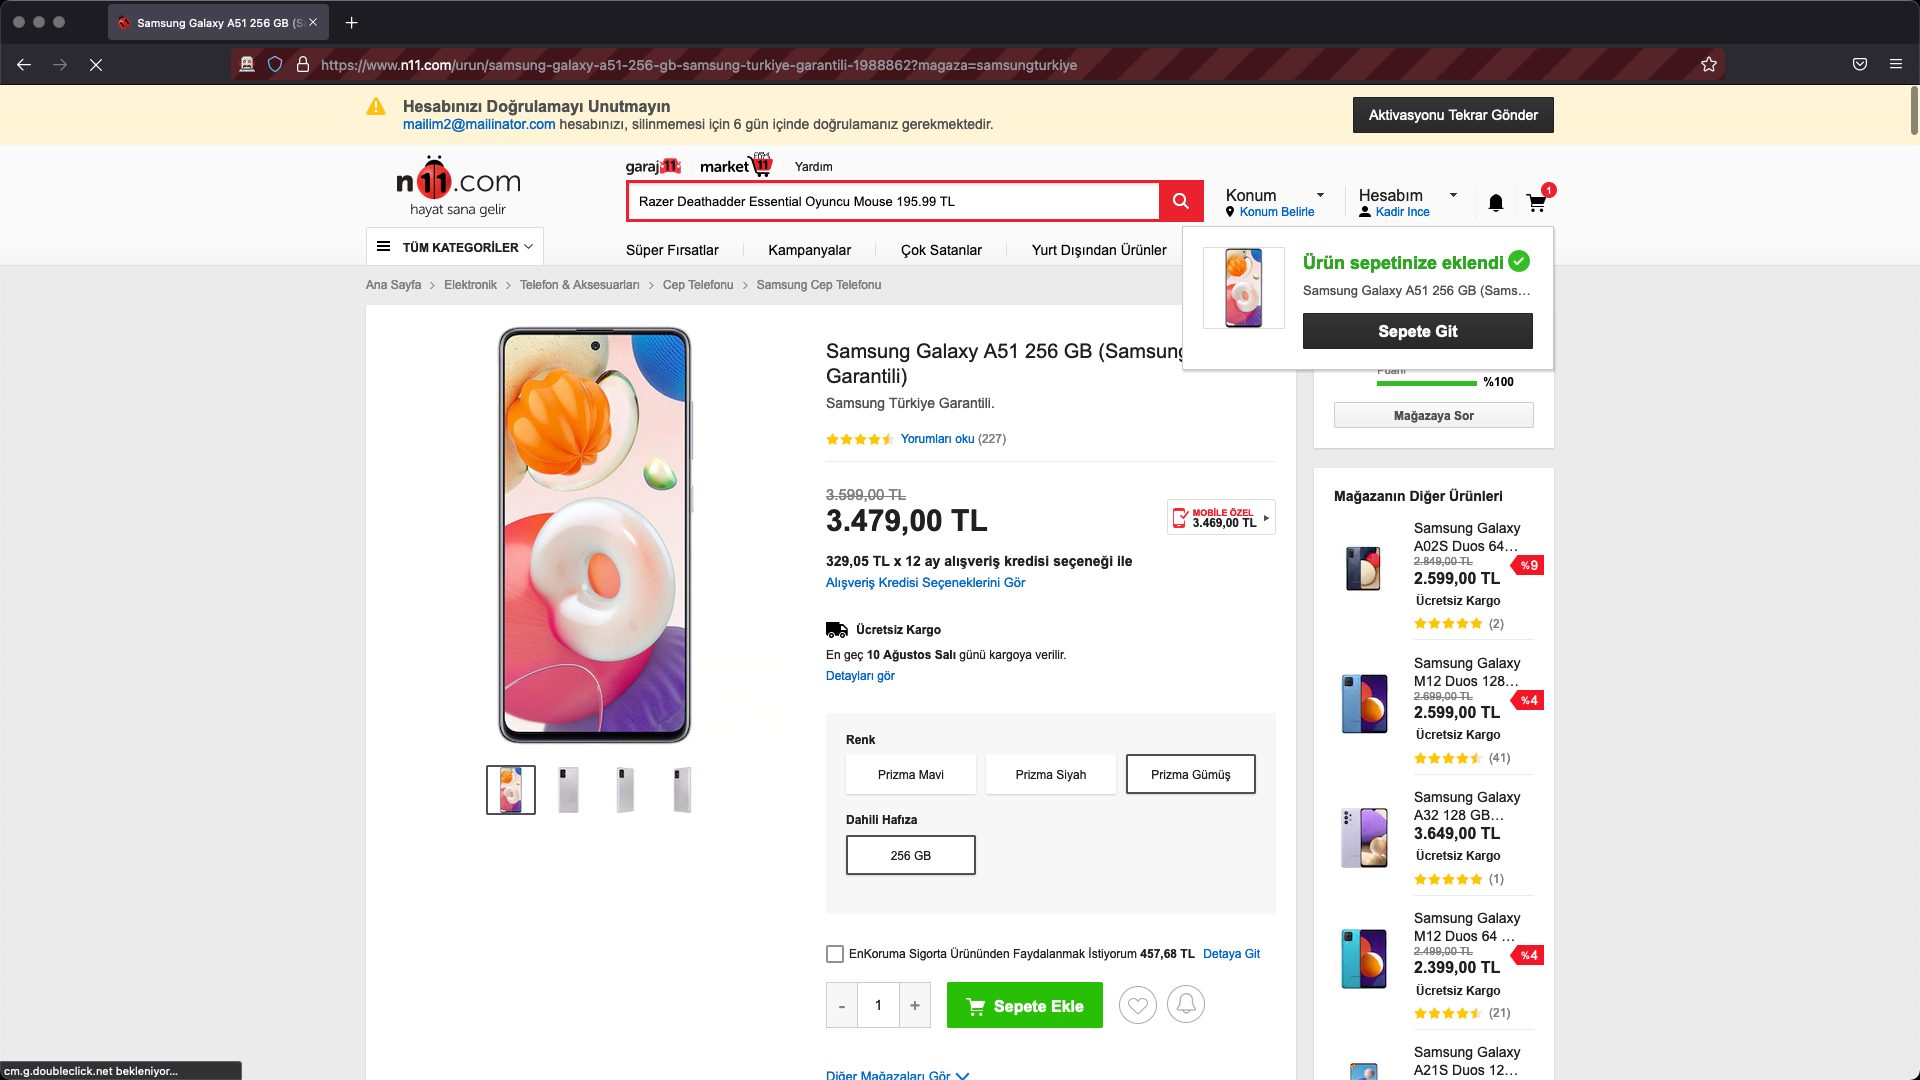 Samsung Galaxy A51 256 GB (S
https://www.n11.com/urun/samsung-galaxy-a51-256-gb-samsung-turkiye-garantili-1988862?magaza=samsungturkiye
Hesabınızı Doğrulamayı Unutmayın
mailim2@mailinator.com hesabınızı, silinmemesi için 6 gün içinde doğrulamanız gerekmektedir.
Aktivasyonu Tekrar Gönder
n11.com
hayat sana gelir
garaj11
market11
Yardım
Razer Deathadder Essential Oyuncu Mouse 195.99 TL
Konum
Konum Belirle
Hesabım
Kadir Ince
1
TÜM KATEGORİLER
Süper Fırsatlar
Kampanyalar
Çok Satanlar
Yurt Dışından Ürünler
Ürün sepetinize eklendi
Samsung Galaxy A51 256 GB (Sams...
Sepete Git
Ana Sayfa > Elektronik > Telefon & Aksesuarları > Cep Telefonu > Samsung Cep Telefonu
Samsung Galaxy A51 256 GB (Samsung
Garantili)
Samsung Türkiye Garantili.
Yorumları oku (227)
3.599,00 TL
3.479,00 TL
MOBİLE ÖZEL
3.469,00 TL
329,05 TL x 12 ay alışveriş kredisi seçeneği ile
Alışveriş Kredisi Seçeneklerini Gör
Ücretsiz Kargo
En geç 10 Ağustos Salı günü kargoya verilir.
Detayları gör
Renk
Prizma Mavi
Prizma Siyah
Prizma Gümüş
Dahili Hafıza
256 GB
EnKoruma Sigorta Ürününden Faydalanmak İstiyorum 457,68 TL Detaya Git
- 1 +
Sepete Ekle
Diğer Mağazaları Gör
Puanı
%100
Mağazaya Sor
Mağazanın Diğer Ürünleri
Samsung Galaxy
A02S Duos 64...
2.849,00 TL
2.599,00 TL
%9
Ücretsiz Kargo
(2)
Samsung Galaxy
M12 Duos 128...
2.699,00 TL
2.599,00 TL
%4
Ücretsiz Kargo
(41)
Samsung Galaxy
A32 128 GB...
3.649,00 TL
Ücretsiz Kargo
(1)
Samsung Galaxy
M12 Duos 64 ...
2.499,00 TL
2.399,00 TL
%4
Ücretsiz Kargo
(21)
Samsung Galaxy
A21S Duos 12...
cm.g.doubleclick.net bekleniyor...